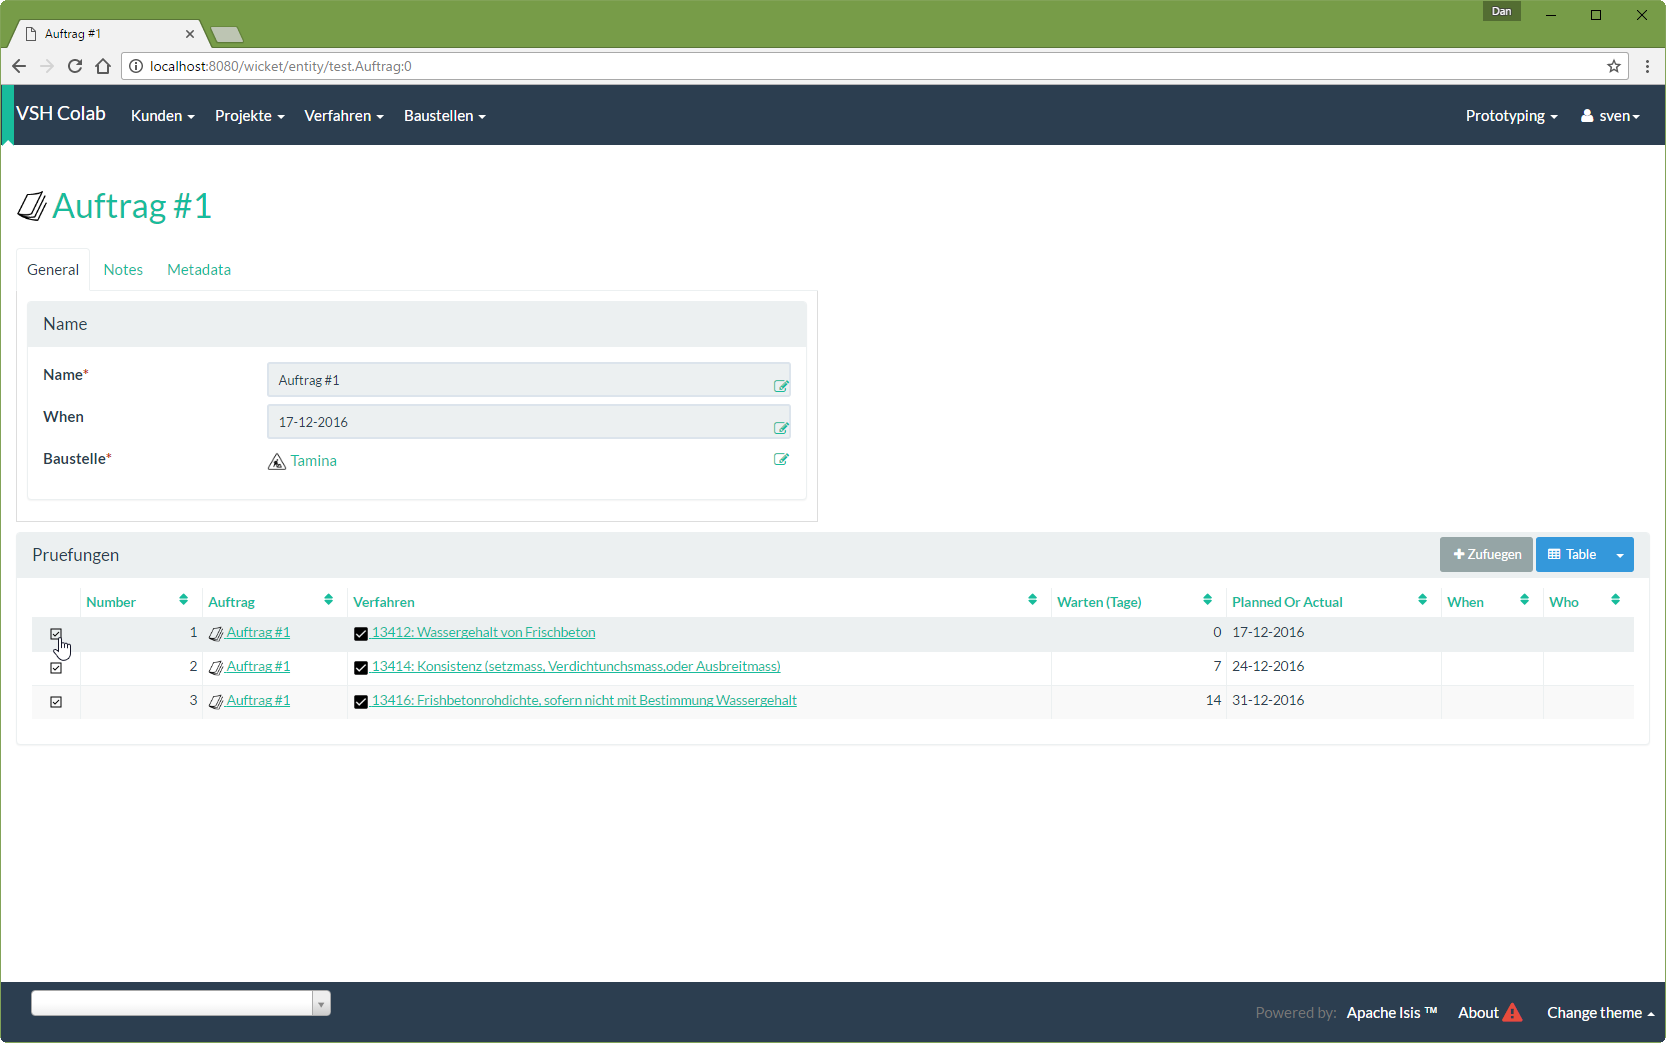 Dan
Auftrag #1
localhost:8080/wicket/entity/test.Auftrag:0
VSH Colab Kunden Projekte Verfahren Baustellen Prototyping sven
Auftrag #1
General Notes Metadata
Name
Name* Auftrag #1
When 17-12-2016
Baustelle* Tamina
Pruefungen Zufuegen Table
Number Auftrag Verfahren Warten (Tage) Planned Or Actual When Who
1 Auftrag #1 13412: Wassergehalt von Frischbeton 0 17-12-2016
2 Auftrag #1 13414: Konsistenz (setzmass, Verdichtunchsmass,oder Ausbreitmass) 7 24-12-2016
3 Auftrag #1 13416: Frishbetonrohdichte, sofern nicht mit Bestimmung Wassergehalt 14 31-12-2016
Powered by: Apache Isis ™ About Change theme